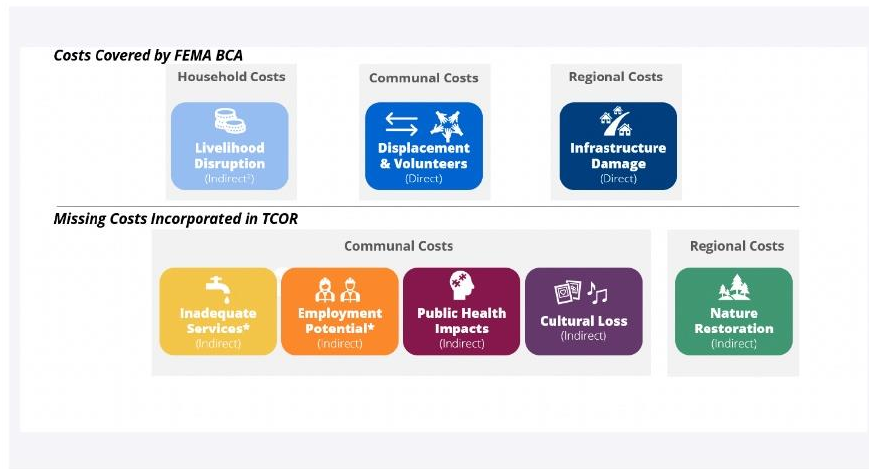 Costs Covered by FEMA BCA
Household Costs
Communal Costs
Regional Costs
Livelihood
Disruption
(Indirect²)
Displacement
& Volunteers
(Direct)
Infrastructure
Damage
(Direct)
Missing Costs Incorporated in TCOR
Communal Costs
Regional Costs
Inadequate
Services*
(Indirect)
Employment
Potential*
(Indirect)
Public Health
Impacts
(Indirect)
Cultural Loss
(Indirect)
Nature
Restoration
(Indirect)